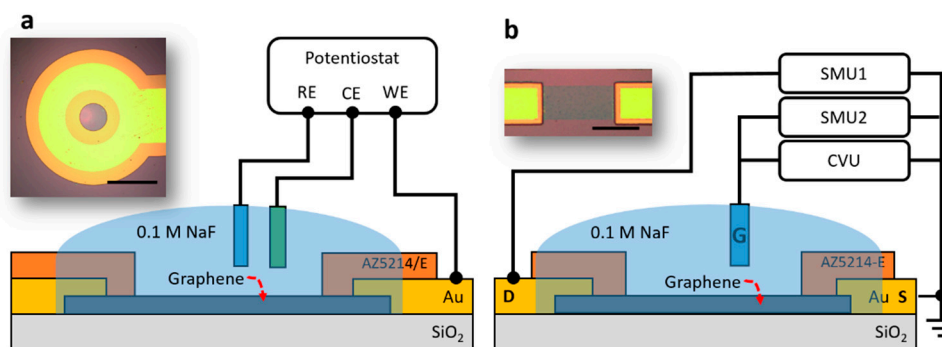 a
Potentiostat
RE CE WE
0.1 M NaF
AZ5214/E
Graphene
Au
SiO2
b
SMU1
SMU2
CVU
G
0.1 M NaF
AZ5214-E
Graphene
D
Au S
SiO2